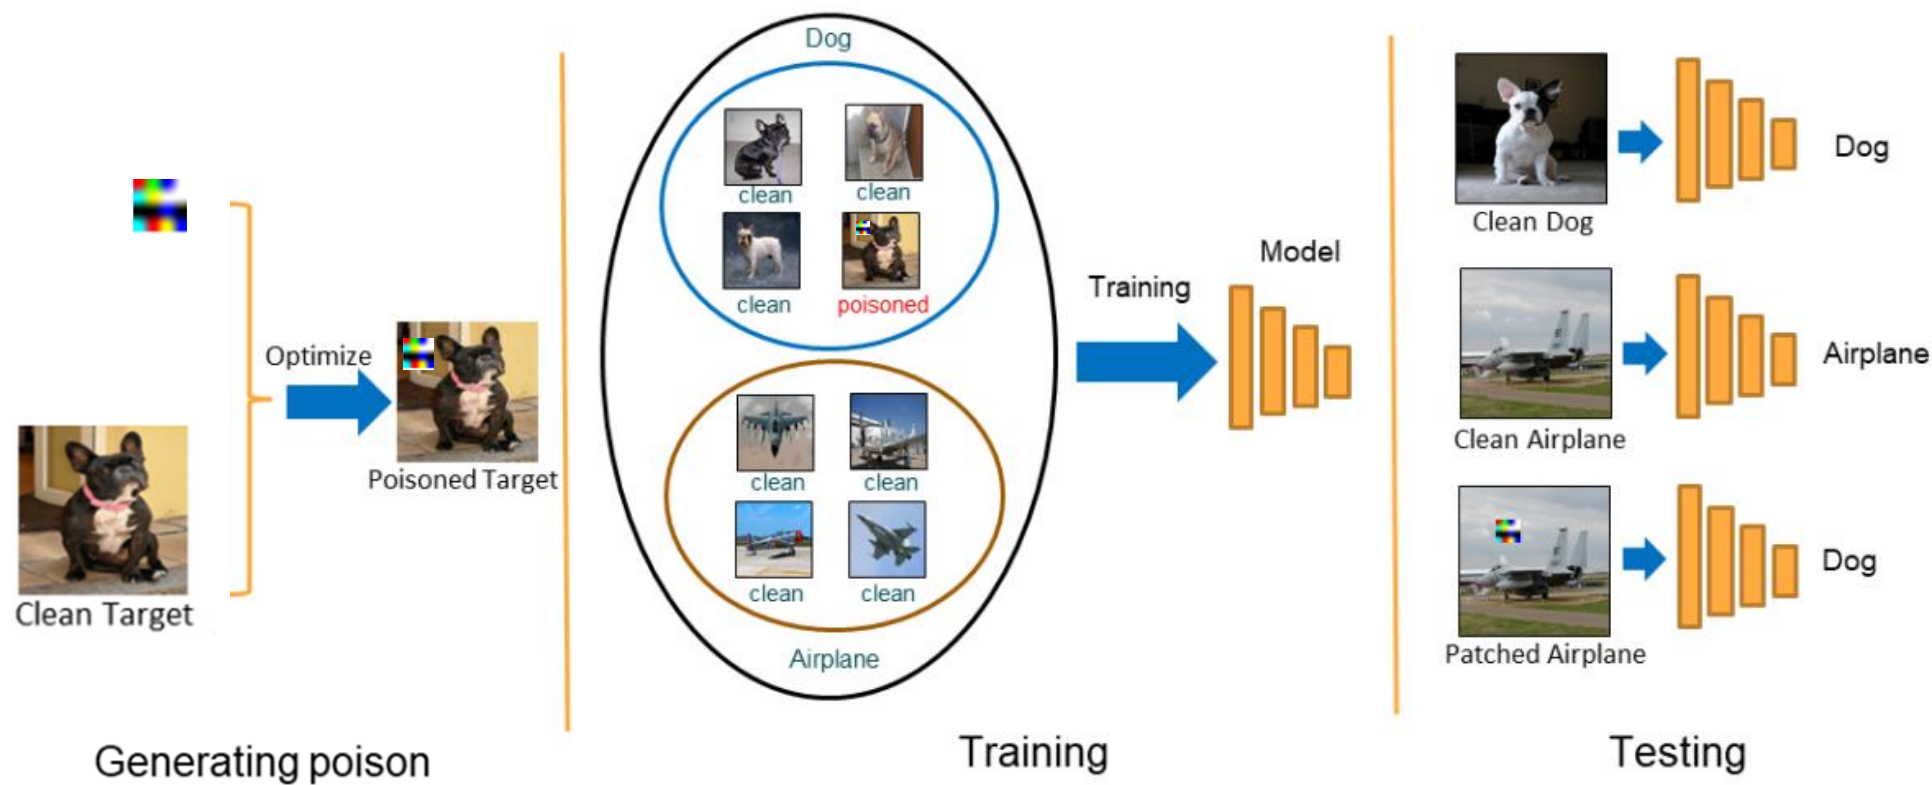 Optimize
Poisoned Target
Clean Target
Generating poison
Dog
clean
clean
clean
poisoned
clean
clean
clean
clean
Airplane
Training
Model
Training
Clean Dog
Dog
Clean Airplane
Airplane
Patched Airplane
Dog
Testing